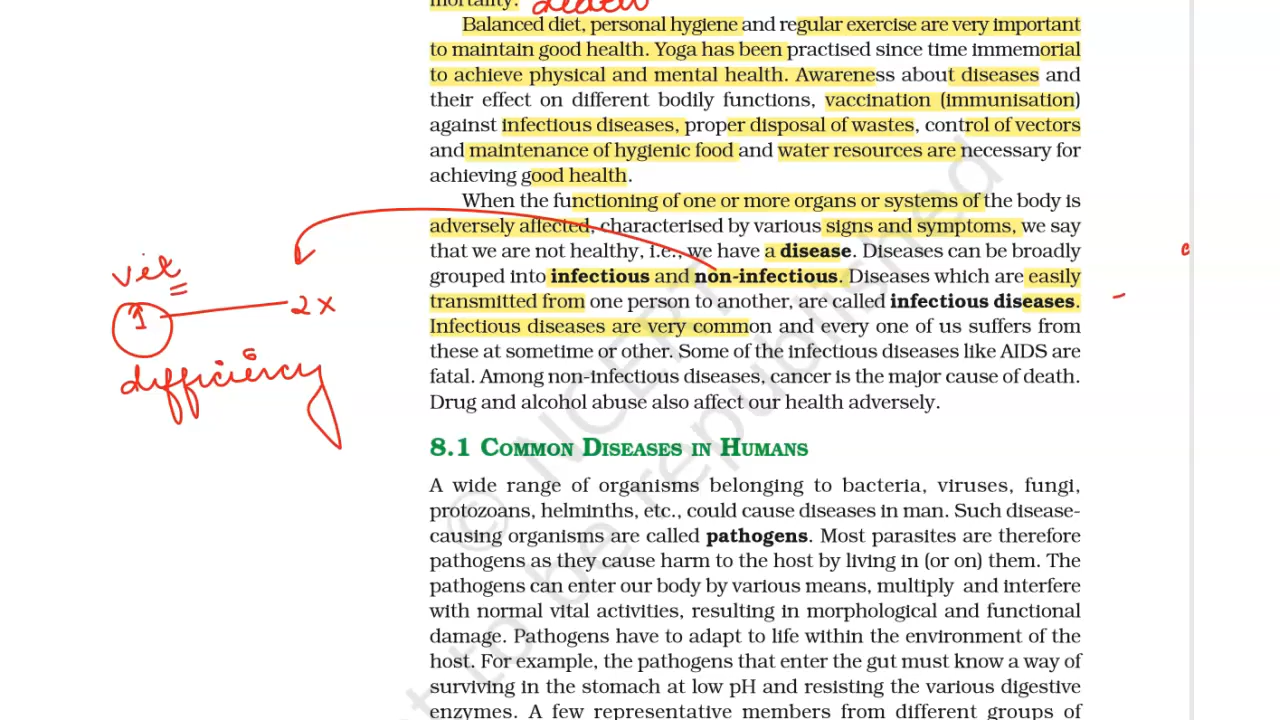 mortality.
Balanced diet, personal hygiene and regular exercise are very important
to maintain good health. Yoga has been practised since time immemorial
to achieve physical and mental health. Awareness about diseases and
their effect on different bodily functions, vaccination (immunisation)
against infectious diseases, proper disposal of wastes, control of vectors
and maintenance of hygienic food and water resources are necessary for
achieving good health.
When the functioning of one or more organs or systems of the body is
adversely affected, characterised by various signs and symptoms, we say
that we are not healthy, i.e., we have a disease. Diseases can be broadly
grouped into infectious and non-infectious. Diseases which are easily
transmitted from one person to another, are called infectious diseases.
Infectious diseases are very common and every one of us suffers from
these at sometime or other. Some of the infectious diseases like AIDS are
fatal. Among non-infectious diseases, cancer is the major cause of death.
Drug and alcohol abuse also affect our health adversely.
vit
1
2 x
difficiency
8.1 COMMON DISEASES IN HUMANS
A wide range of organisms belonging to bacteria, viruses, fungi,
protozoans, helminths, etc., could cause diseases in man. Such disease-
causing organisms are called pathogens. Most parasites are therefore
pathogens as they cause harm to the host by living in (or on) them. The
pathogens can enter our body by various means, multiply and interfere
with normal vital activities, resulting in morphological and functional
damage. Pathogens have to adapt to life within the environment of the
host. For example, the pathogens that enter the gut must know a way of
surviving in the stomach at low pH and resisting the various digestive
enzymes. A few representative members from different groups of
© NCERT
not to be republished